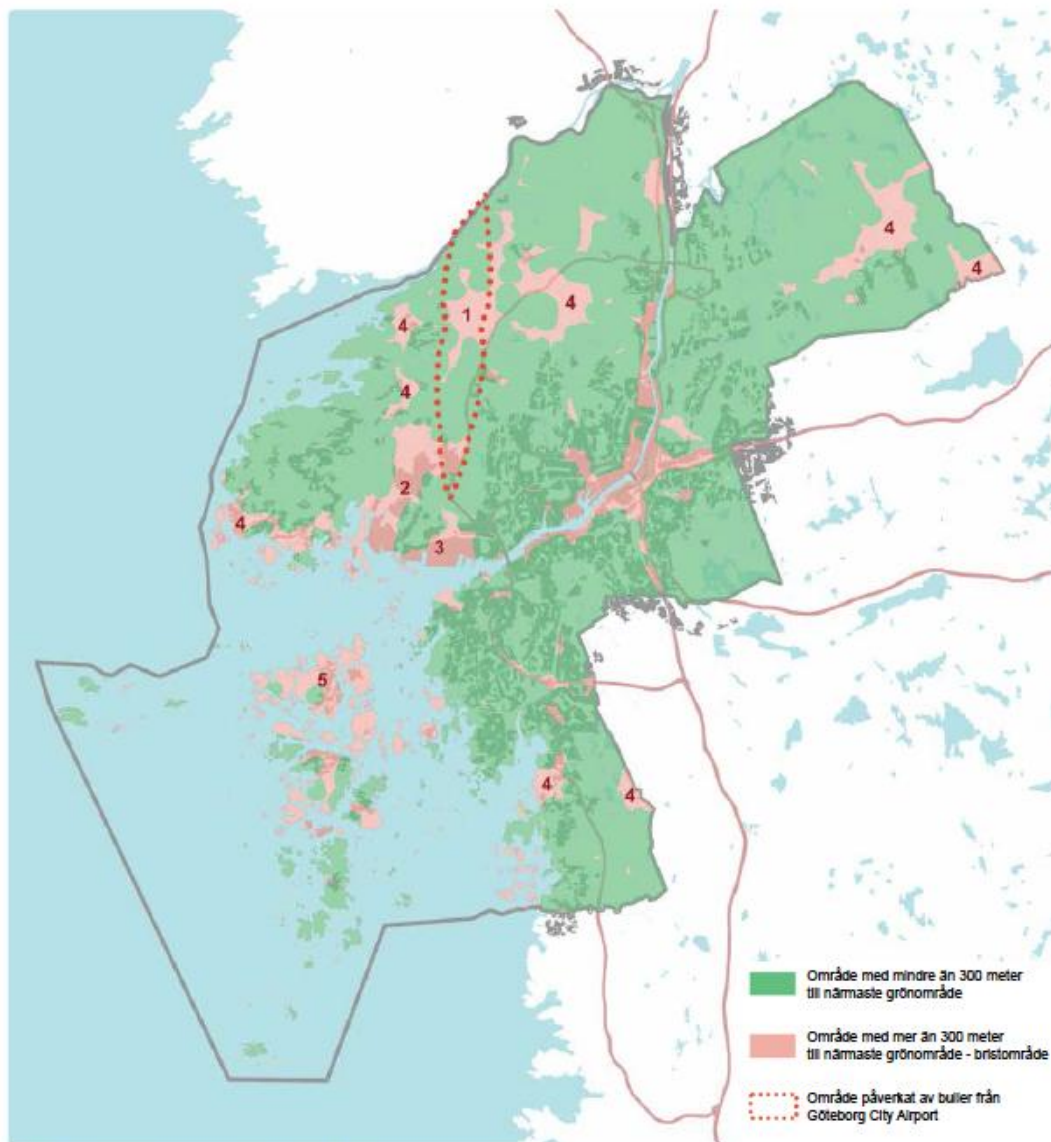 4
4
1
4
4
4
2
4
3
5
4
4
Område med mindre än 300 meter
till närmaste grönområde
Område med mer än 300 meter
till närmaste grönområde - bristområde
Område påverkat av buller från
Göteborg City Airport